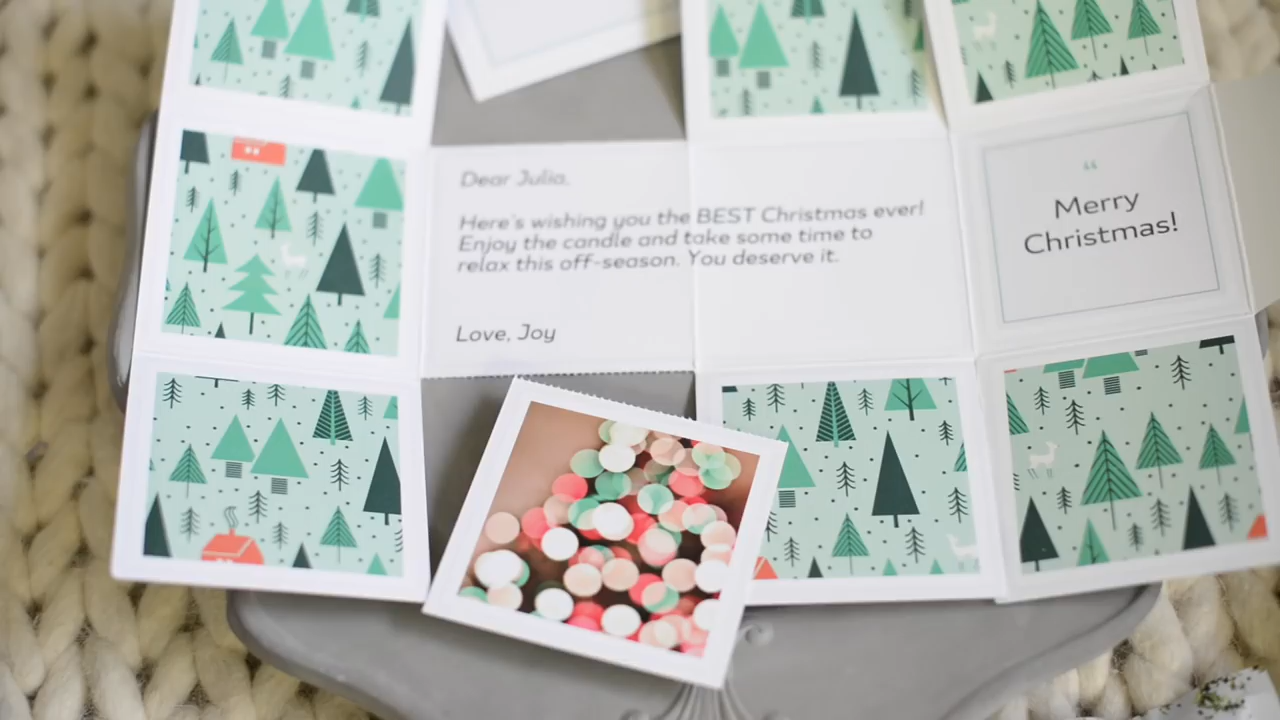 Dear Julia,
Here's wishing you the BEST Christmas ever!
Enjoy the candle and take some time to
relax this off-season. You deserve it.
Love, Joy
“
Merry
Christmas!